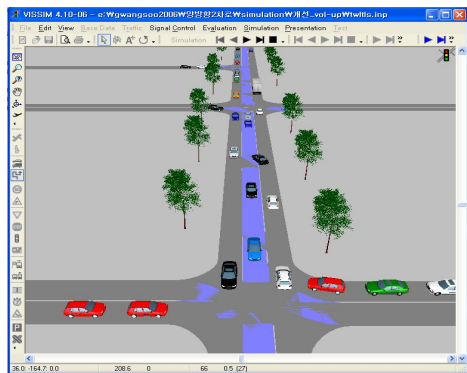 VISSIM 4.10-06 - e:₩gwangsoo2006₩양방향2차로₩simulation₩개선_vol-up₩twltls.inp
File Edit View Base Data Traffic Signal Control Evaluation Simulation Presentation Test
Simulation
36.0: -164.7: 0.0 208.6 0 66 0.5 (27)